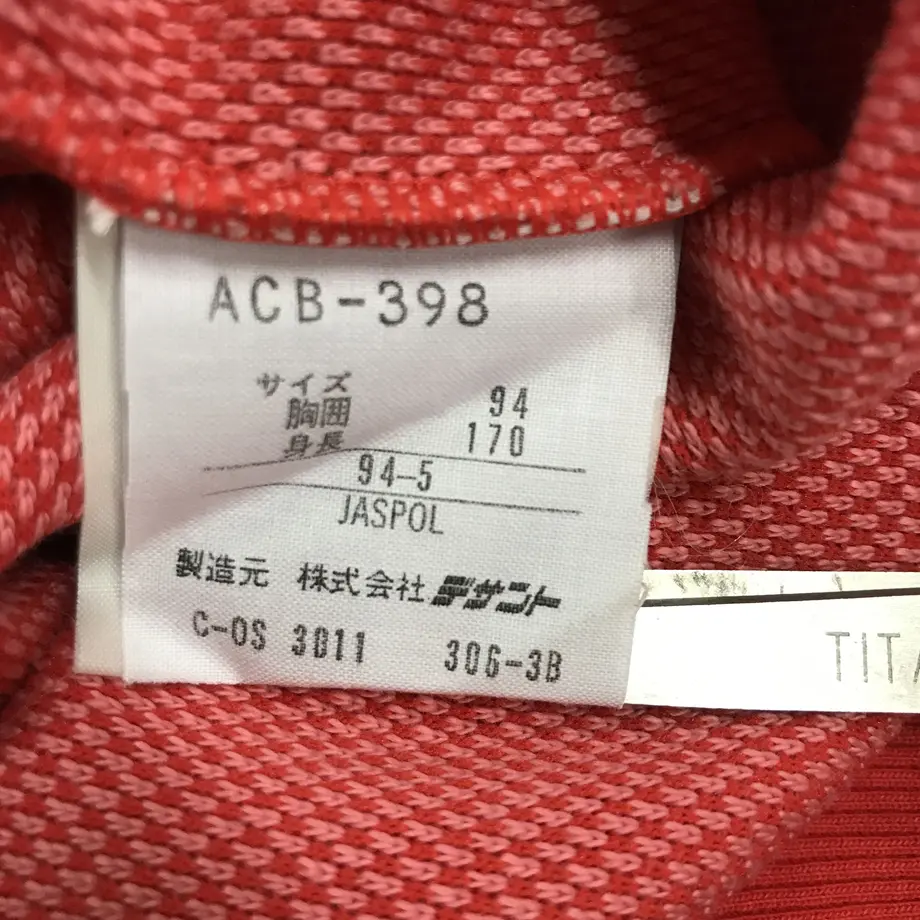 ACB-398
サイズ
胸囲 94
身長 170
94-5
JASPOL
製造元 株式会社デサント
C-OS 3011 306-3B
TIT